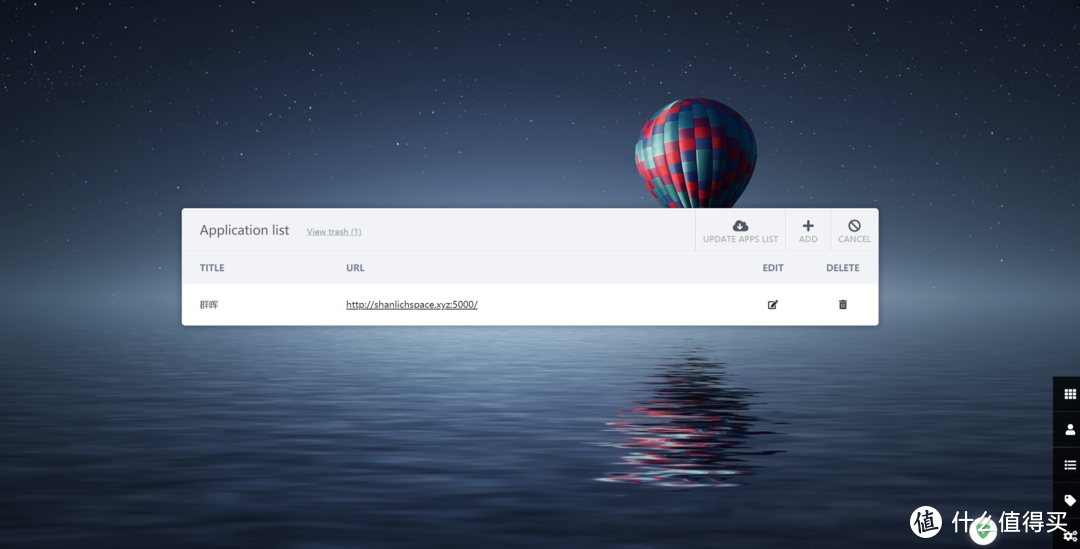 Application list View trash (1) UPDATE APPS LIST ADD CANCEL
TITLE URL EDIT DELETE
群晖 http://shanlichspace.xyz:5000/
值 什么值得买